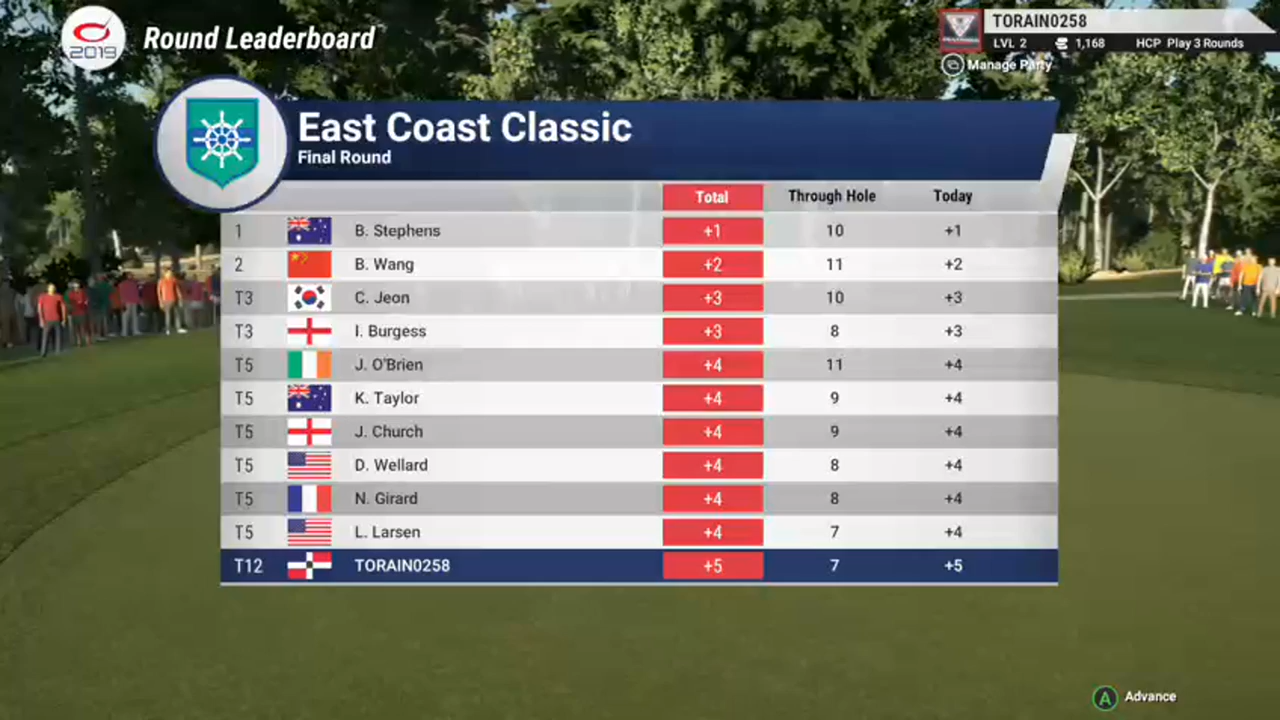 2019
Round Leaderboard
TORAIN0258
LVL 2 1,168 HCP Play 3 Rounds
Manage Party
East Coast Classic
Final Round
Total Through Hole Today
1 B. Stephens +1 10 +1
2 B. Wang +2 11 +2
T3 C. Jeon +3 10 +3
T3 I. Burgess +3 8 +3
T5 J. O'Brien +4 11 +4
T5 K. Taylor +4 9 +4
T5 J. Church +4 9 +4
T5 D. Wellard +4 8 +4
T5 N. Girard +4 8 +4
T5 L. Larsen +4 7 +4
T12 TORAIN0258 +5 7 +5
A Advance